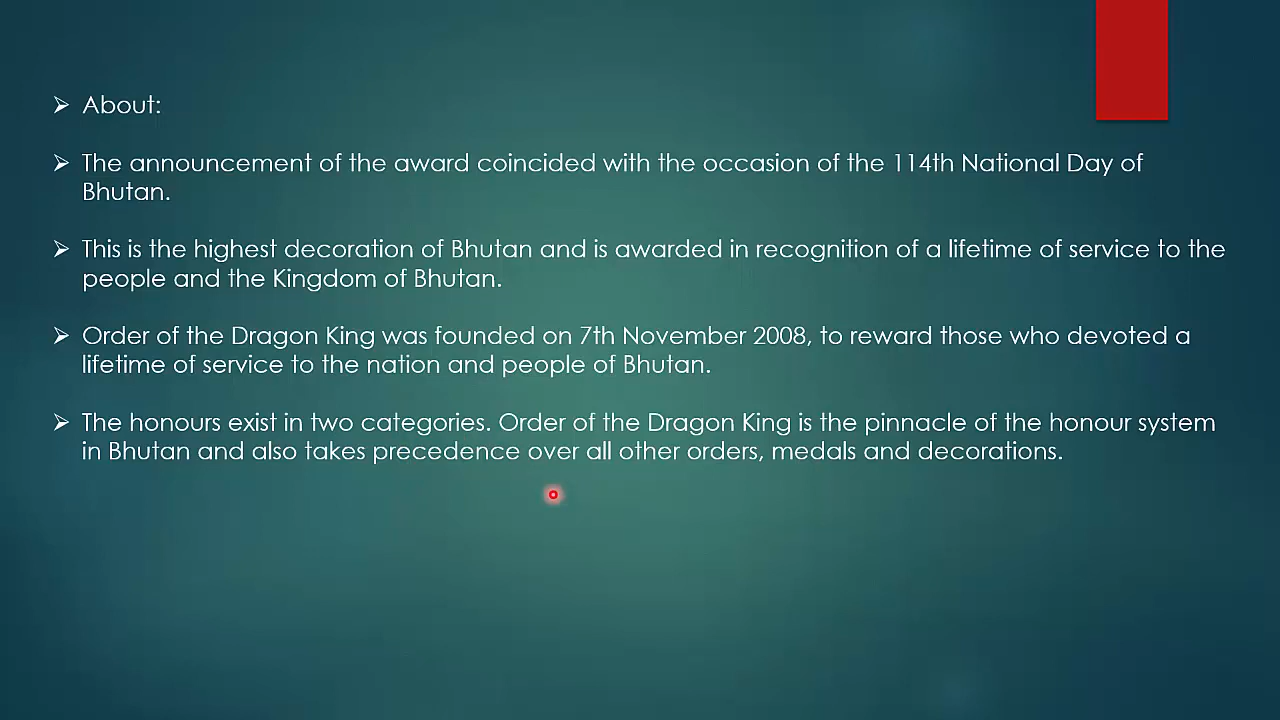 About:
The announcement of the award coincided with the occasion of the 114th National Day of
Bhutan.
This is the highest decoration of Bhutan and is awarded in recognition of a lifetime of service to the
people and the Kingdom of Bhutan.
Order of the Dragon King was founded on 7th November 2008, to reward those who devoted a
lifetime of service to the nation and people of Bhutan.
The honours exist in two categories. Order of the Dragon King is the pinnacle of the honour system
in Bhutan and also takes precedence over all other orders, medals and decorations.